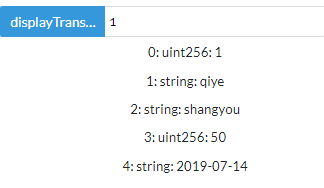 displayTrans... 1
0: uint256: 1
1: string: qiye
2: string: shangyou
3: uint256: 50
4: string: 2019-07-14